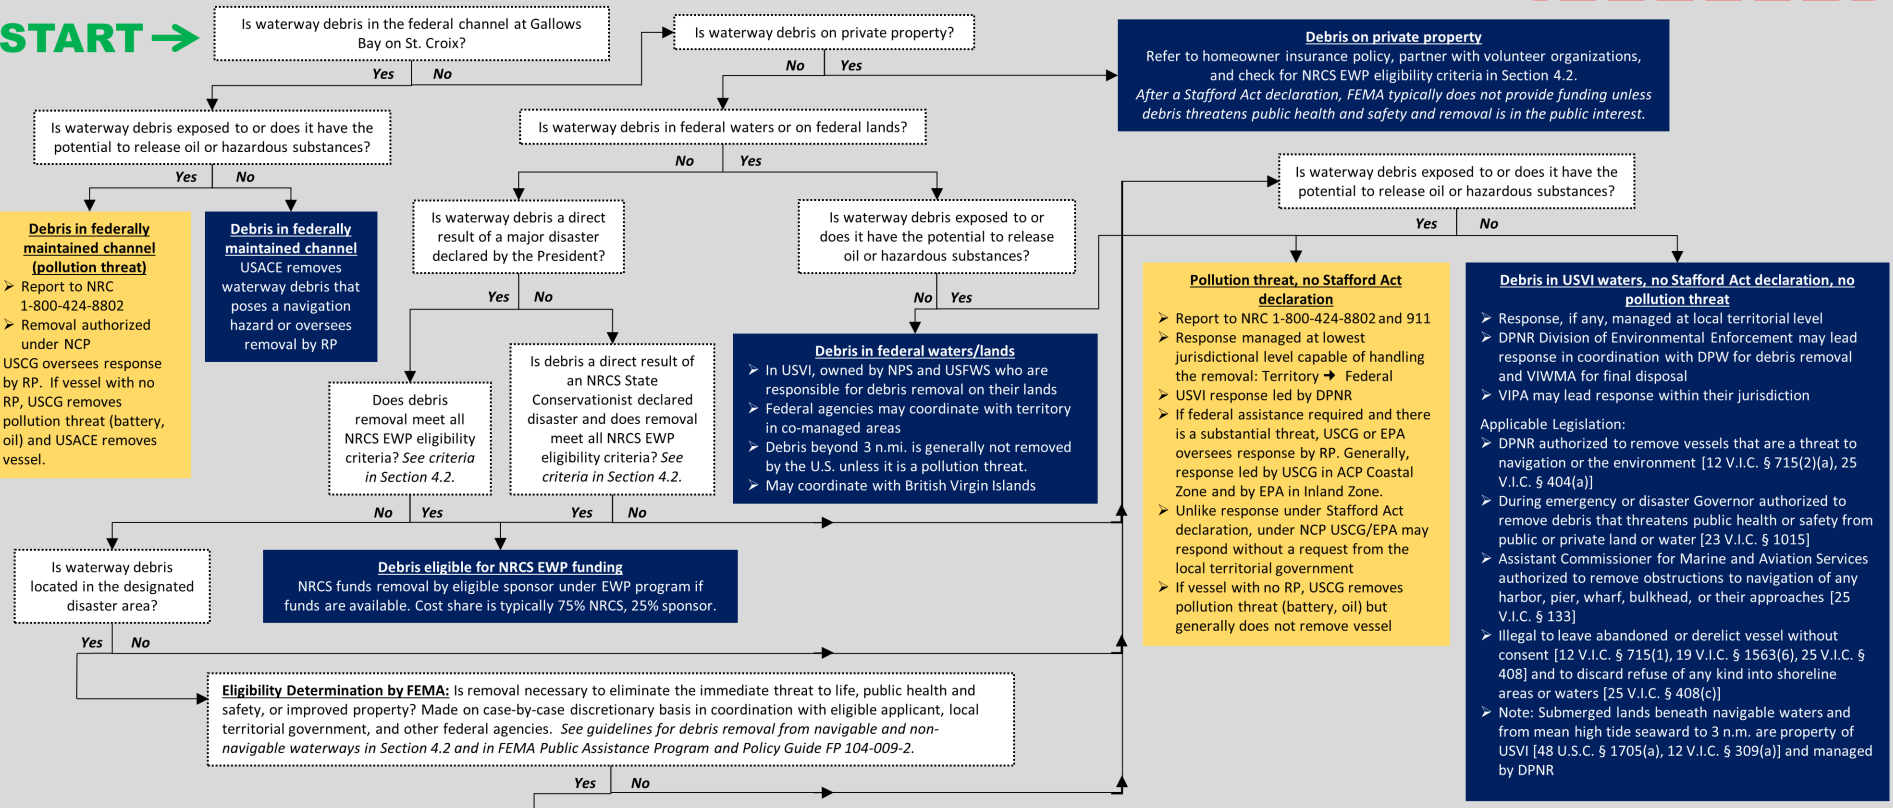 START
Is waterway debris in the federal channel at Gallows
Bay on St. Croix?
Yes
No
Is waterway debris on private property?
No
Yes
Debris on private property
Refer to homeowner insurance policy, partner with volunteer organizations,
and check for NRCS EWP eligibility criteria in Section 4.2.
After a Stafford Act declaration, FEMA typically does not provide funding unless
debris threatens public health and safety and removal is in the public interest.
Is waterway debris exposed to or does it have the
potential to release oil or hazardous substances?
Yes
No
Is waterway debris in federal waters or on federal lands?
No
Yes
Is waterway debris exposed to or does it have the
potential to release oil or hazardous substances?
Yes
No
Debris in federally
maintained channel
(pollution threat)
➢ Report to NRC
1-800-424-8802
➢ Removal authorized
under NCP
USCG oversees response
by RP. If vessel with no
RP, USCG removes
pollution threat (battery,
oil) and USACE removes
vessel.
Debris in federally
maintained channel
USACE removes
waterway debris that
poses a navigation
hazard or oversees
removal by RP
Is waterway debris a direct
result of a major disaster
declared by the President?
Yes
No
Is waterway debris exposed to or
does it have the potential to release
oil or hazardous substances?
No
Yes
Does debris
removal meet all
NRCS EWP eligibility
criteria? See criteria
in Section 4.2.
No
Yes
Is debris a direct result of
an NRCS State
Conservationist declared
disaster and does removal
meet all NRCS EWP
eligibility criteria? See
criteria in Section 4.2.
Yes
No
Debris in federal waters/lands
➢ In USVI, owned by NPS and USFWS who are
responsible for debris removal on their lands
➢ Federal agencies may coordinate with territory
in co-managed areas
➢ Debris beyond 3 n.mi. is generally not removed
by the U.S. unless it is a pollution threat.
➢ May coordinate with British Virgin Islands
Pollution threat, no Stafford Act
declaration
➢ Report to NRC 1-800-424-8802 and 911
➢ Response managed at lowest
jurisdictional level capable of handling
the removal: Territory → Federal
➢ USVI response led by DPNR
➢ If federal assistance required and there
is a substantial threat, USCG or EPA
oversees response by RP. Generally,
response led by USCG in ACP Coastal
Zone and by EPA in Inland Zone.
➢ Unlike response under Stafford Act
declaration, under NCP USCG/EPA may
respond without a request from the
local territorial government
➢ If vessel with no RP, USCG removes
pollution threat (battery, oil) but
generally does not remove vessel
Debris in USVI waters, no Stafford Act declaration, no
pollution threat
➢ Response, if any, managed at local territorial level
➢ DPNR Division of Environmental Enforcement may lead
response in coordination with DPW for debris removal
and VIWMA for final disposal
➢ VIPA may lead response within their jurisdiction
Applicable Legislation:
➢ DPNR authorized to remove vessels that are a threat to
navigation or the environment [12 V.I.C. § 715(2)(a), 25
V.I.C. § 404(a)]
➢ During emergency or disaster Governor authorized to
remove debris that threatens public health or safety from
public or private land or water [23 V.I.C. § 1015]
➢ Assistant Commissioner for Marine and Aviation Services
authorized to remove obstructions to navigation of any
harbor, pier, wharf, bulkhead, or their approaches [25
V.I.C. § 133]
➢ Illegal to leave abandoned or derelict vessel without
consent [12 V.I.C. § 715(1), 19 V.I.C. § 1563(6), 25 V.I.C. §
408] and to discard refuse of any kind into shoreline
areas or waters [25 V.I.C. § 408(c)]
➢ Note: Submerged lands beneath navigable waters and
from mean high tide seaward to 3 n.m. are property of
USVI [48 U.S.C. § 1705(a), 12 V.I.C. § 309(a)] and managed
by DPNR
Is waterway debris
located in the designated
disaster area?
Yes
No
Debris eligible for NRCS EWP funding
NRCS funds removal by eligible sponsor under EWP program if
funds are available. Cost share is typically 75% NRCS, 25% sponsor.
Eligibility Determination by FEMA: Is removal necessary to eliminate the immediate threat to life, public health and
safety, or improved property? Made on case-by-case discretionary basis in coordination with eligible applicant, local
territorial government, and other federal agencies. See guidelines for debris removal from navigable and non-
navigable waterways in Section 4.2 and in FEMA Public Assistance Program and Policy Guide FP 104-009-2.
Yes
No